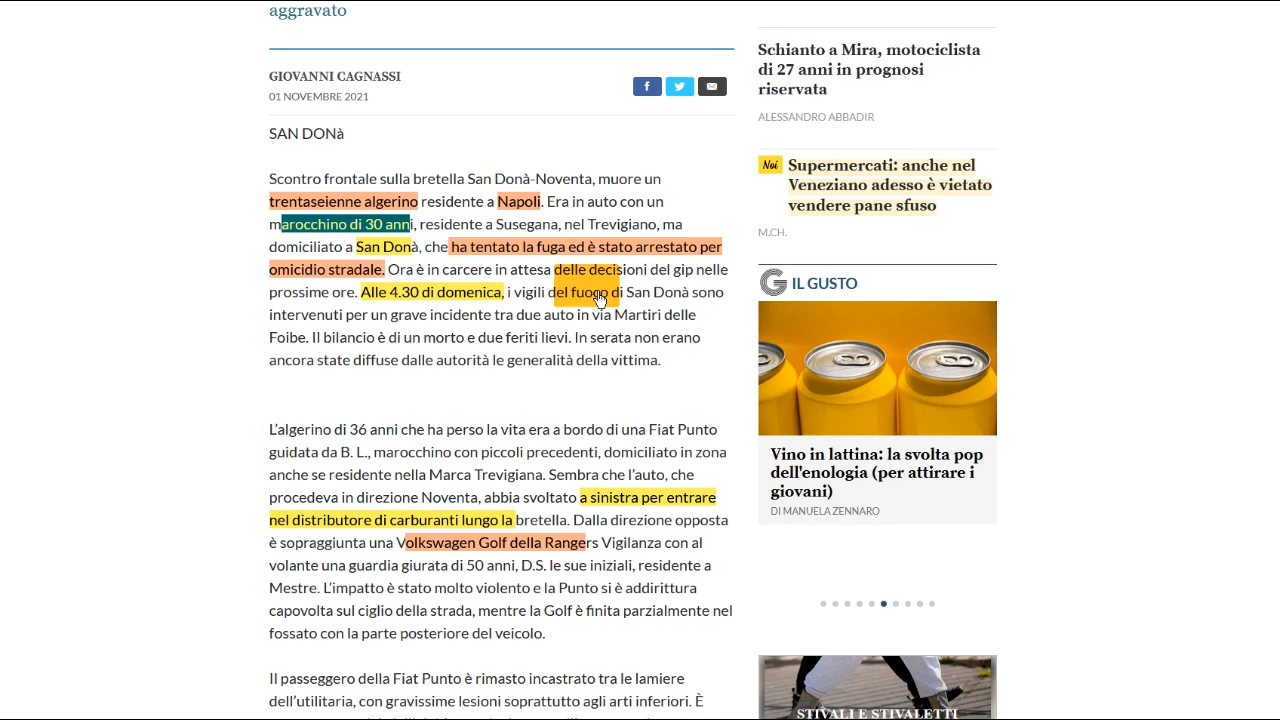 aggravato
GIOVANNI CAGNASSI
01 NOVEMBRE 2021
SAN DONà
Scontro frontale sulla bretella San Donà-Noventa, muore un
trentaseienne algerino residente a Napoli. Era in auto con un
marocchino di 30 anni, residente a Susegana, nel Trevigiano, ma
domiciliato a San Donà, che ha tentato la fuga ed è stato arrestato per
omicidio stradale. Ora è in carcere in attesa delle decisioni del gip nelle
prossime ore. Alle 4.30 di domenica, i vigili del fuoco di San Donà sono
intervenuti per un grave incidente tra due auto in via Martiri delle
Foibe. Il bilancio è di un morto e due feriti lievi. In serata non erano
ancora state diffuse dalle autorità le generalità della vittima.
L'algerino di 36 anni che ha perso la vita era a bordo di una Fiat Punto
guidata da B. L., marocchino con piccoli precedenti, domiciliato in zona
anche se residente nella Marca Trevigiana. Sembra che l'auto, che
procedeva in direzione Noventa, abbia svoltato a sinistra per entrare
nel distributore di carburanti lungo la bretella. Dalla direzione opposta
è sopraggiunta una Volkswagen Golf della Rangers Vigilanza con al
volante una guardia giurata di 50 anni, D.S. le sue iniziali, residente a
Mestre. L'impatto è stato molto violento e la Punto si è addirittura
capovolta sul ciglio della strada, mentre la Golf è finita parzialmente nel
fossato con la parte posteriore del veicolo.
Il passeggero della Fiat Punto è rimasto incastrato tra le lamiere
dell'utilitaria, con gravissime lesioni soprattutto agli arti inferiori. È
Schianto a Mira, motociclista
di 27 anni in prognosi
riservata
ALESSANDRO ABBADIR
Noi Supermercati: anche nel
Veneziano adesso è vietato
vendere pane sfuso
M.CH.
G IL GUSTO
Vino in lattina: la svolta pop
dell'enologia (per attirare i
giovani)
DI MANUELA ZENNARO
STIVALI E STIVALETTI